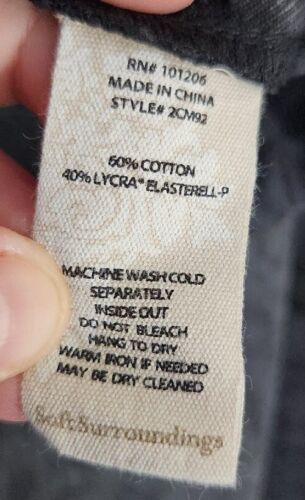 RN# 101206
MADE IN CHINA
STYLE# 2CM92
60% COTTON
40% LYCRA® ELASTERELL-P
MACHINE WASH COLD
SEPARATELY
INSIDE OUT
DO NOT BLEACH
HANG TO DRY
WARM IRON IF NEEDED
MAY BE DRY CLEANED
SoftSurroundings